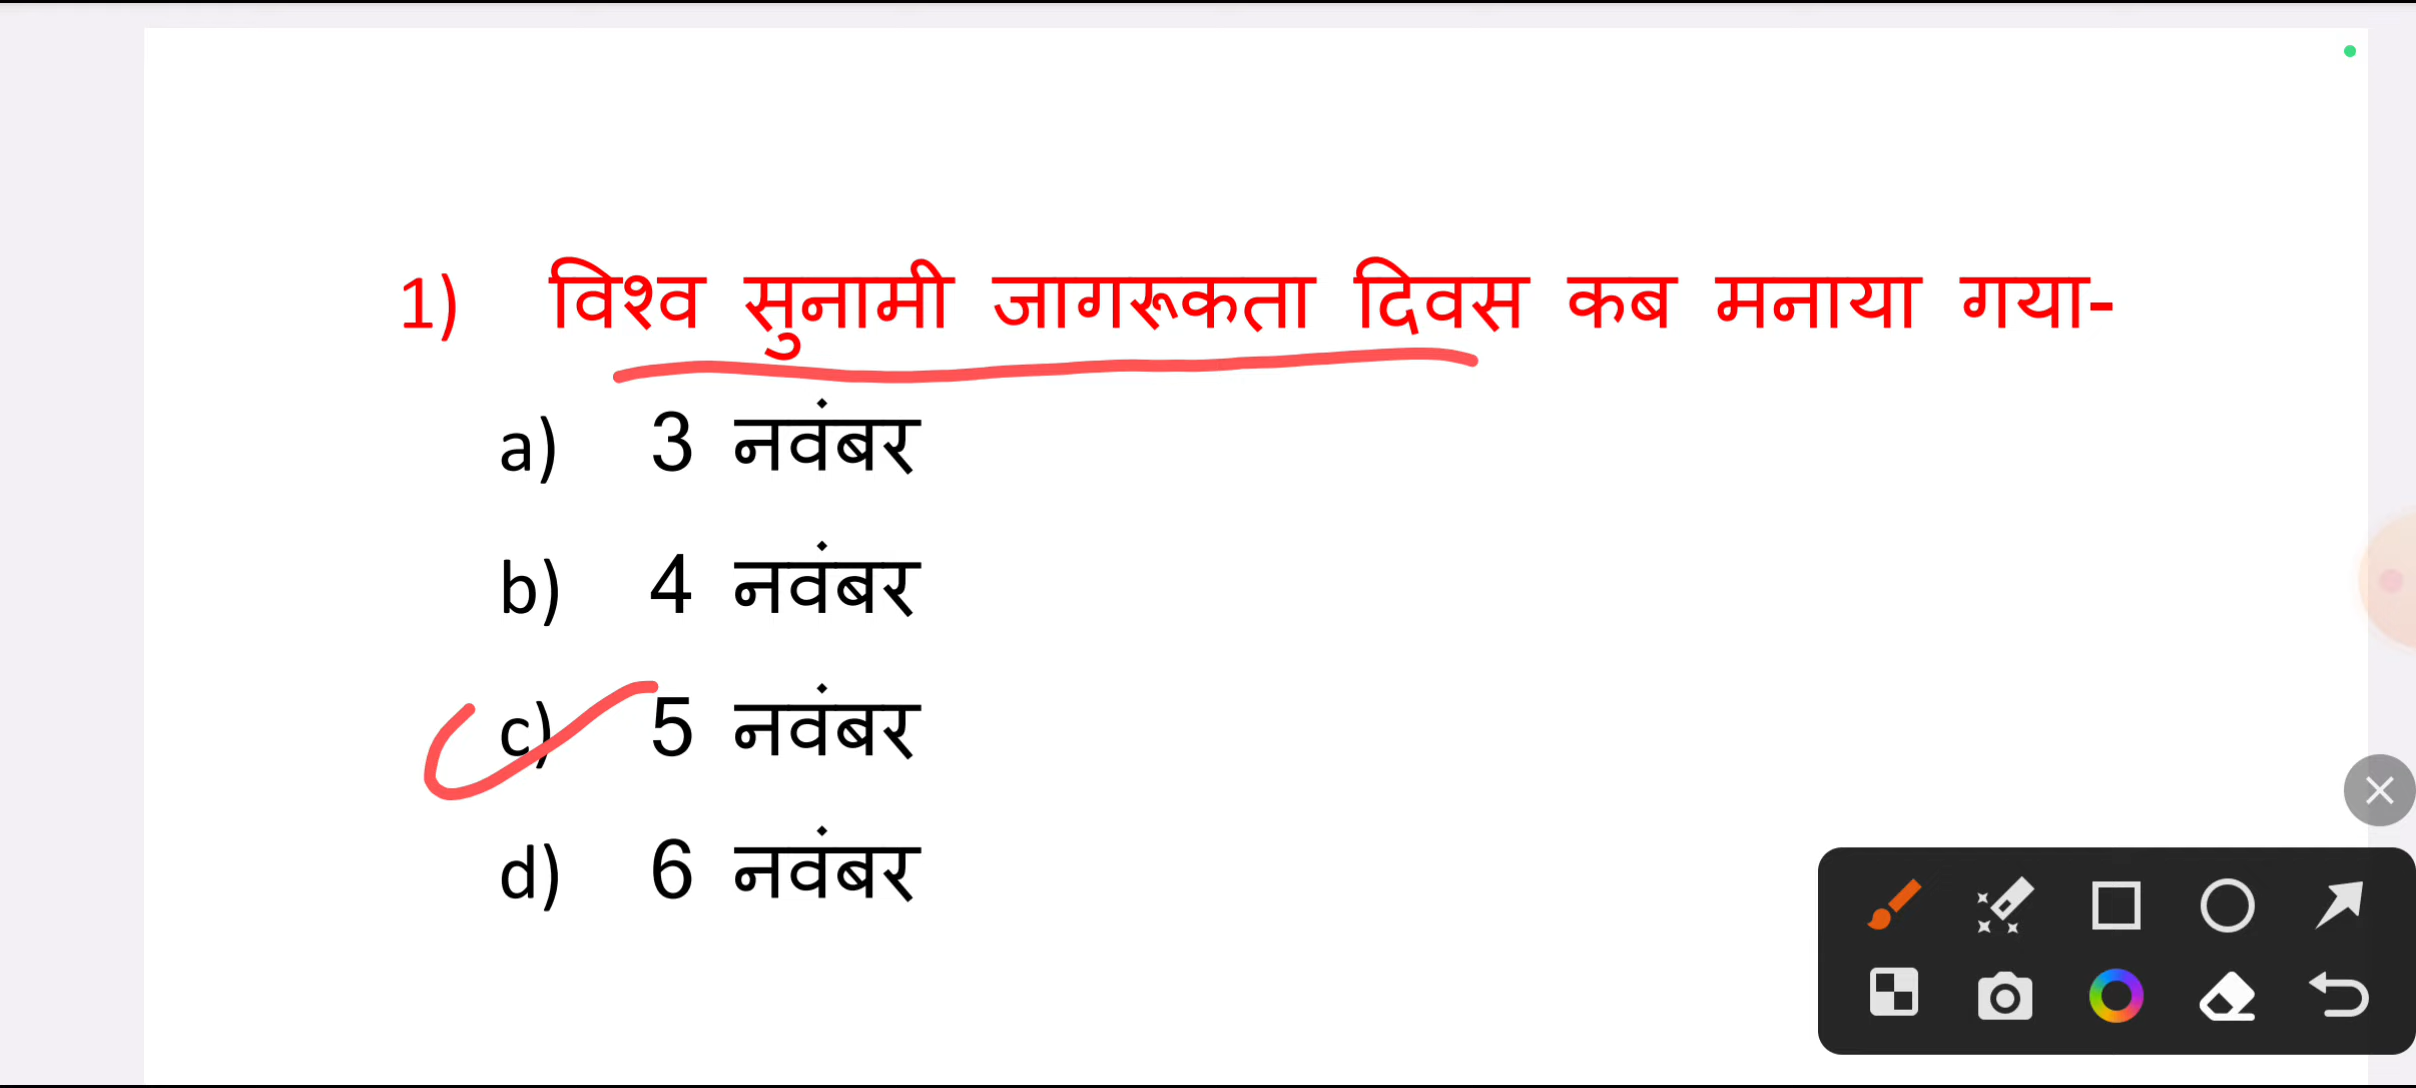 1) विश्व सुनामी जागरूकता दिवस कब मनाया गया-
a) 3 नवंबर
b) 4 नवंबर
c) 5 नवंबर
d) 6 नवंबर